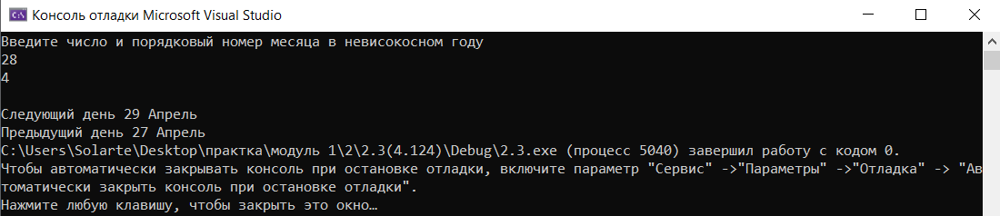 Консоль отладки Microsoft Visual Studio
Введите число и порядковый номер месяца в невисокосном году
28
4
Следующий день 29 Апрель
Предыдущий день 27 Апрель
C:\Users\Solarte\Desktop\практка\модуль 1\2\2.3(4.124)\Debug\2.3.exe (процесс 5040) завершил работу с кодом 0.
Чтобы автоматически закрывать консоль при остановке отладки, включите параметр "Сервис" ->"Параметры" ->"Отладка" -> "Ав
томатически закрыть консоль при остановке отладки".
Нажмите любую клавишу, чтобы закрыть это окно…